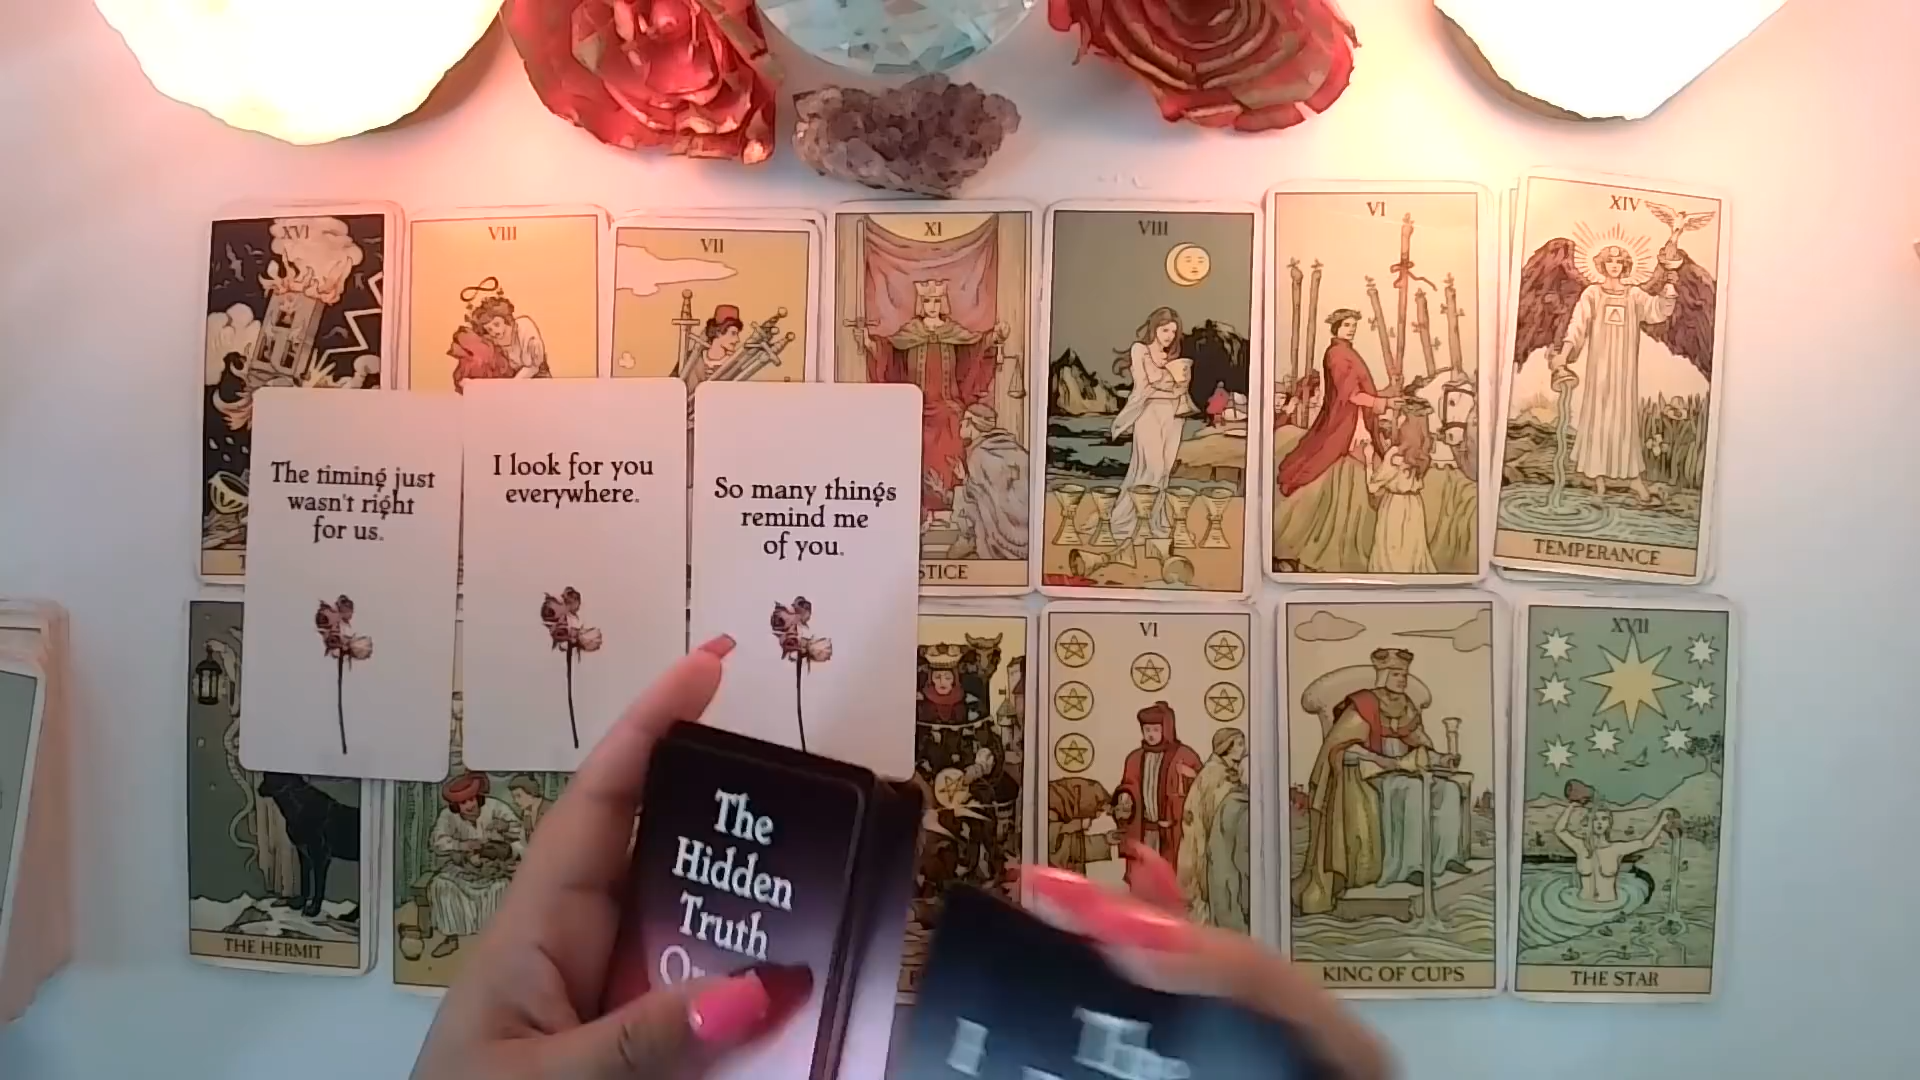 XVI
VIII
VII
XI
VIII
VI
XIV
The timing just
wasn't right
for us.
I look for you
everywhere.
So many things
remind me
of you.
STICE
TEMPERANCE
VI
XVII
The
Hidden
Truth
THE HERMIT
KING OF CUPS
THE STAR